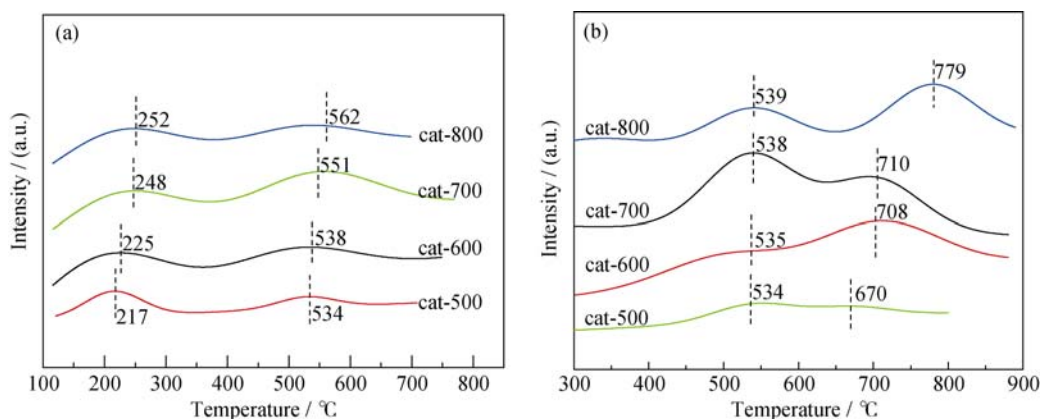 (a)
252
562
cat-800
248
551
cat-700
225
538
cat-600
217
534
cat-500
Intensity / (a.u.)
100 200 300 400 500 600 700 800
Temperature / ℃
(b)
779
539
cat-800
538
710
cat-700
708
535
cat-600
534
670
cat-500
Intensity / (a.u.)
300 400 500 600 700 800 900
Temperature / ℃